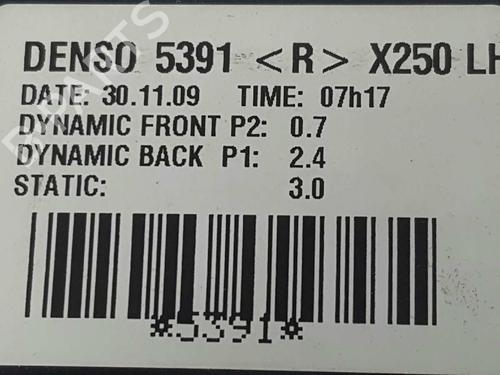 DENSO 5391 <R> X250 LH
DATE: 30.11.09 TIME: 07h17
DYNAMIC FRONT P2: 0.7
DYNAMIC BACK P1: 2.4
STATIC: 3.0
*5391*